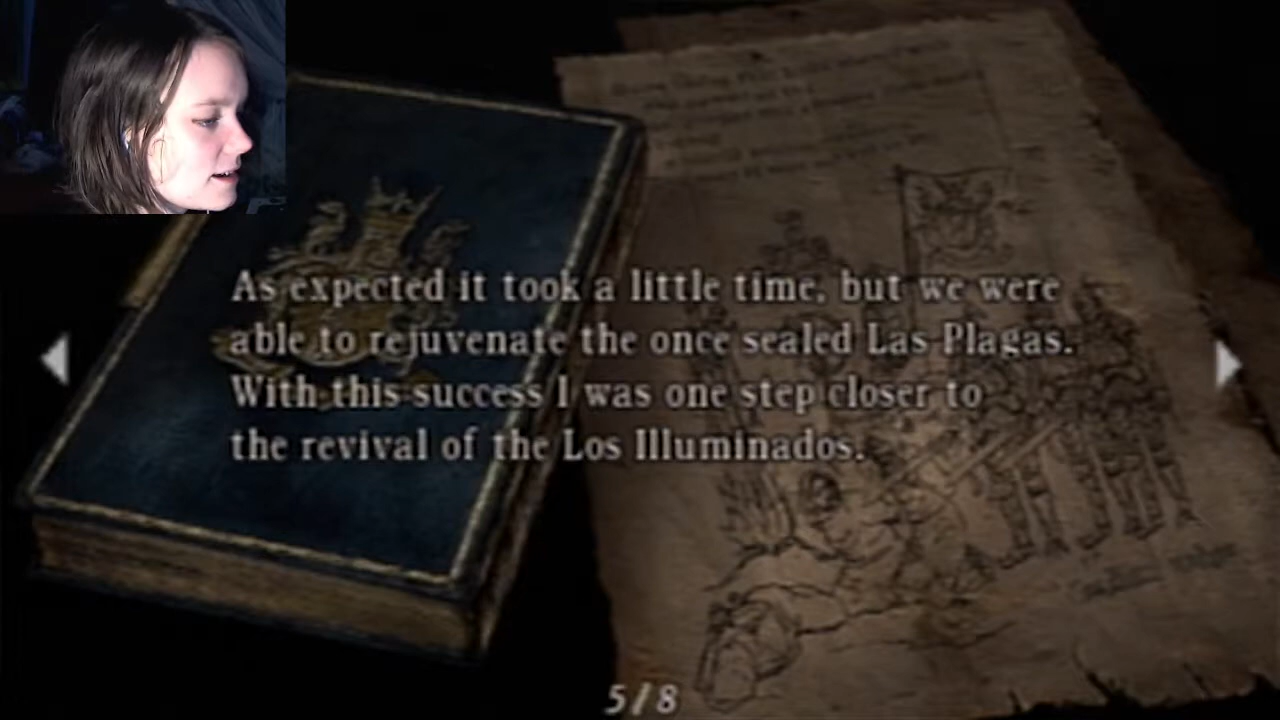 As expected it took a little time, but we were
able to rejuvenate the once sealed Las Plagas.
With this success I was one step closer to
the revival of the Los Illuminados.
5/8